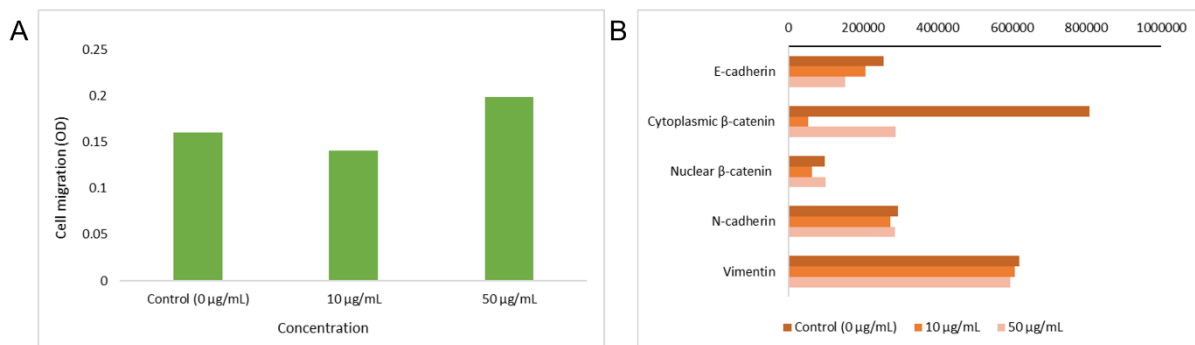 A
0.25
0.2
0.15
0.1
0.05
0
Cell migration (OD)
Control (0 µg/mL) 10 µg/mL 50 µg/mL
Concentration
B
0 200000 400000 600000 800000 1000000
E-cadherin
Cytoplasmic β-catenin
Nuclear β-catenin
N-cadherin
Vimentin
Control (0 µg/mL) 10 µg/mL 50 µg/mL